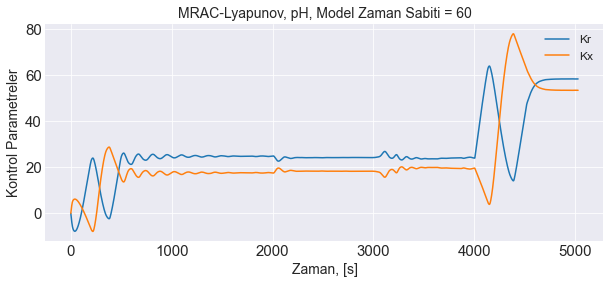 MRAC-Lyapunov, pH, Model Zaman Sabiti = 60
Kontrol Parametreler
80
60
40
20
0
Kr
Kx
0 1000 2000 3000 4000 5000
Zaman, [s]